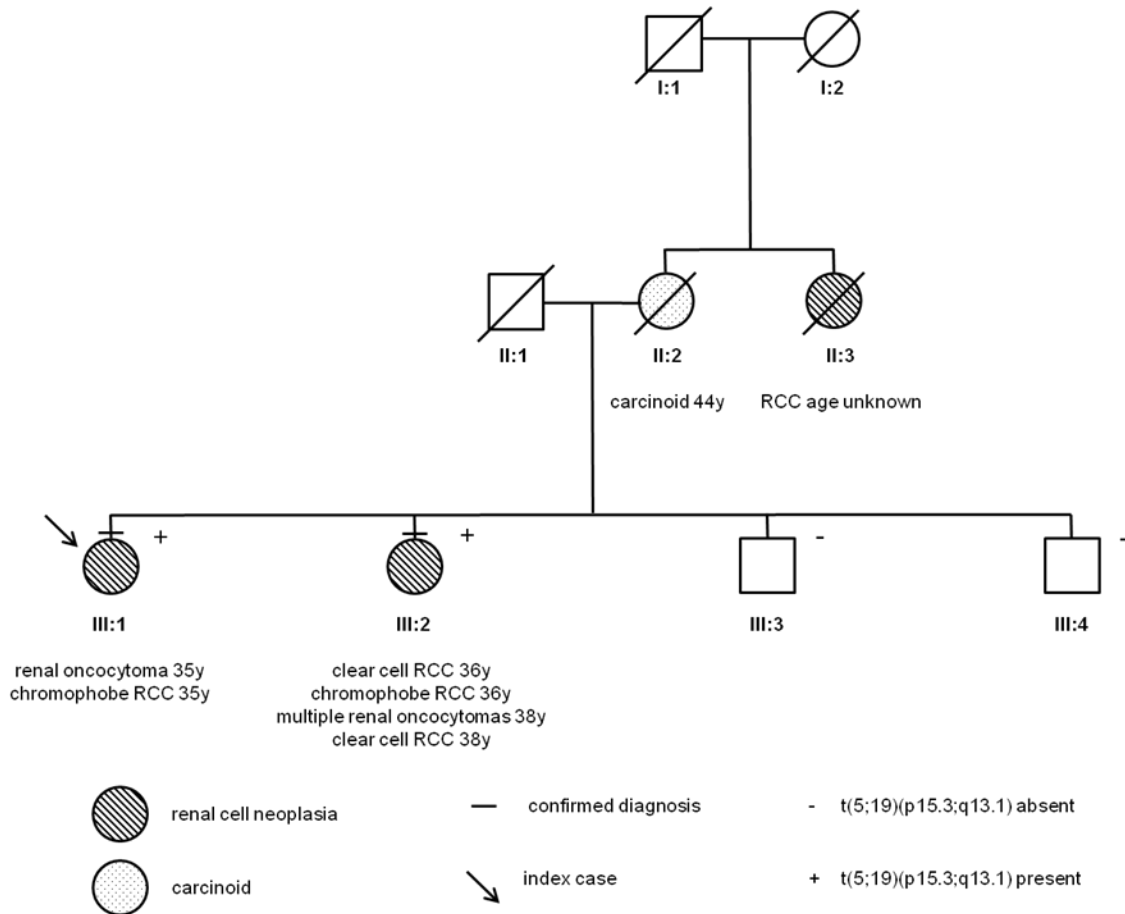 I:1
I:2
II:1
II:2
II:3
carcinoid 44y
RCC age unknown
+
+
-
-
III:1
III:2
III:3
III:4
renal oncocytoma 35y
chromophobe RCC 35y
clear cell RCC 36y
chromophobe RCC 36y
multiple renal oncocytomas 38y
clear cell RCC 38y
renal cell neoplasia
confirmed diagnosis
- t(5;19)(p15.3;q13.1) absent
carcinoid
index case
+ t(5;19)(p15.3;q13.1) present